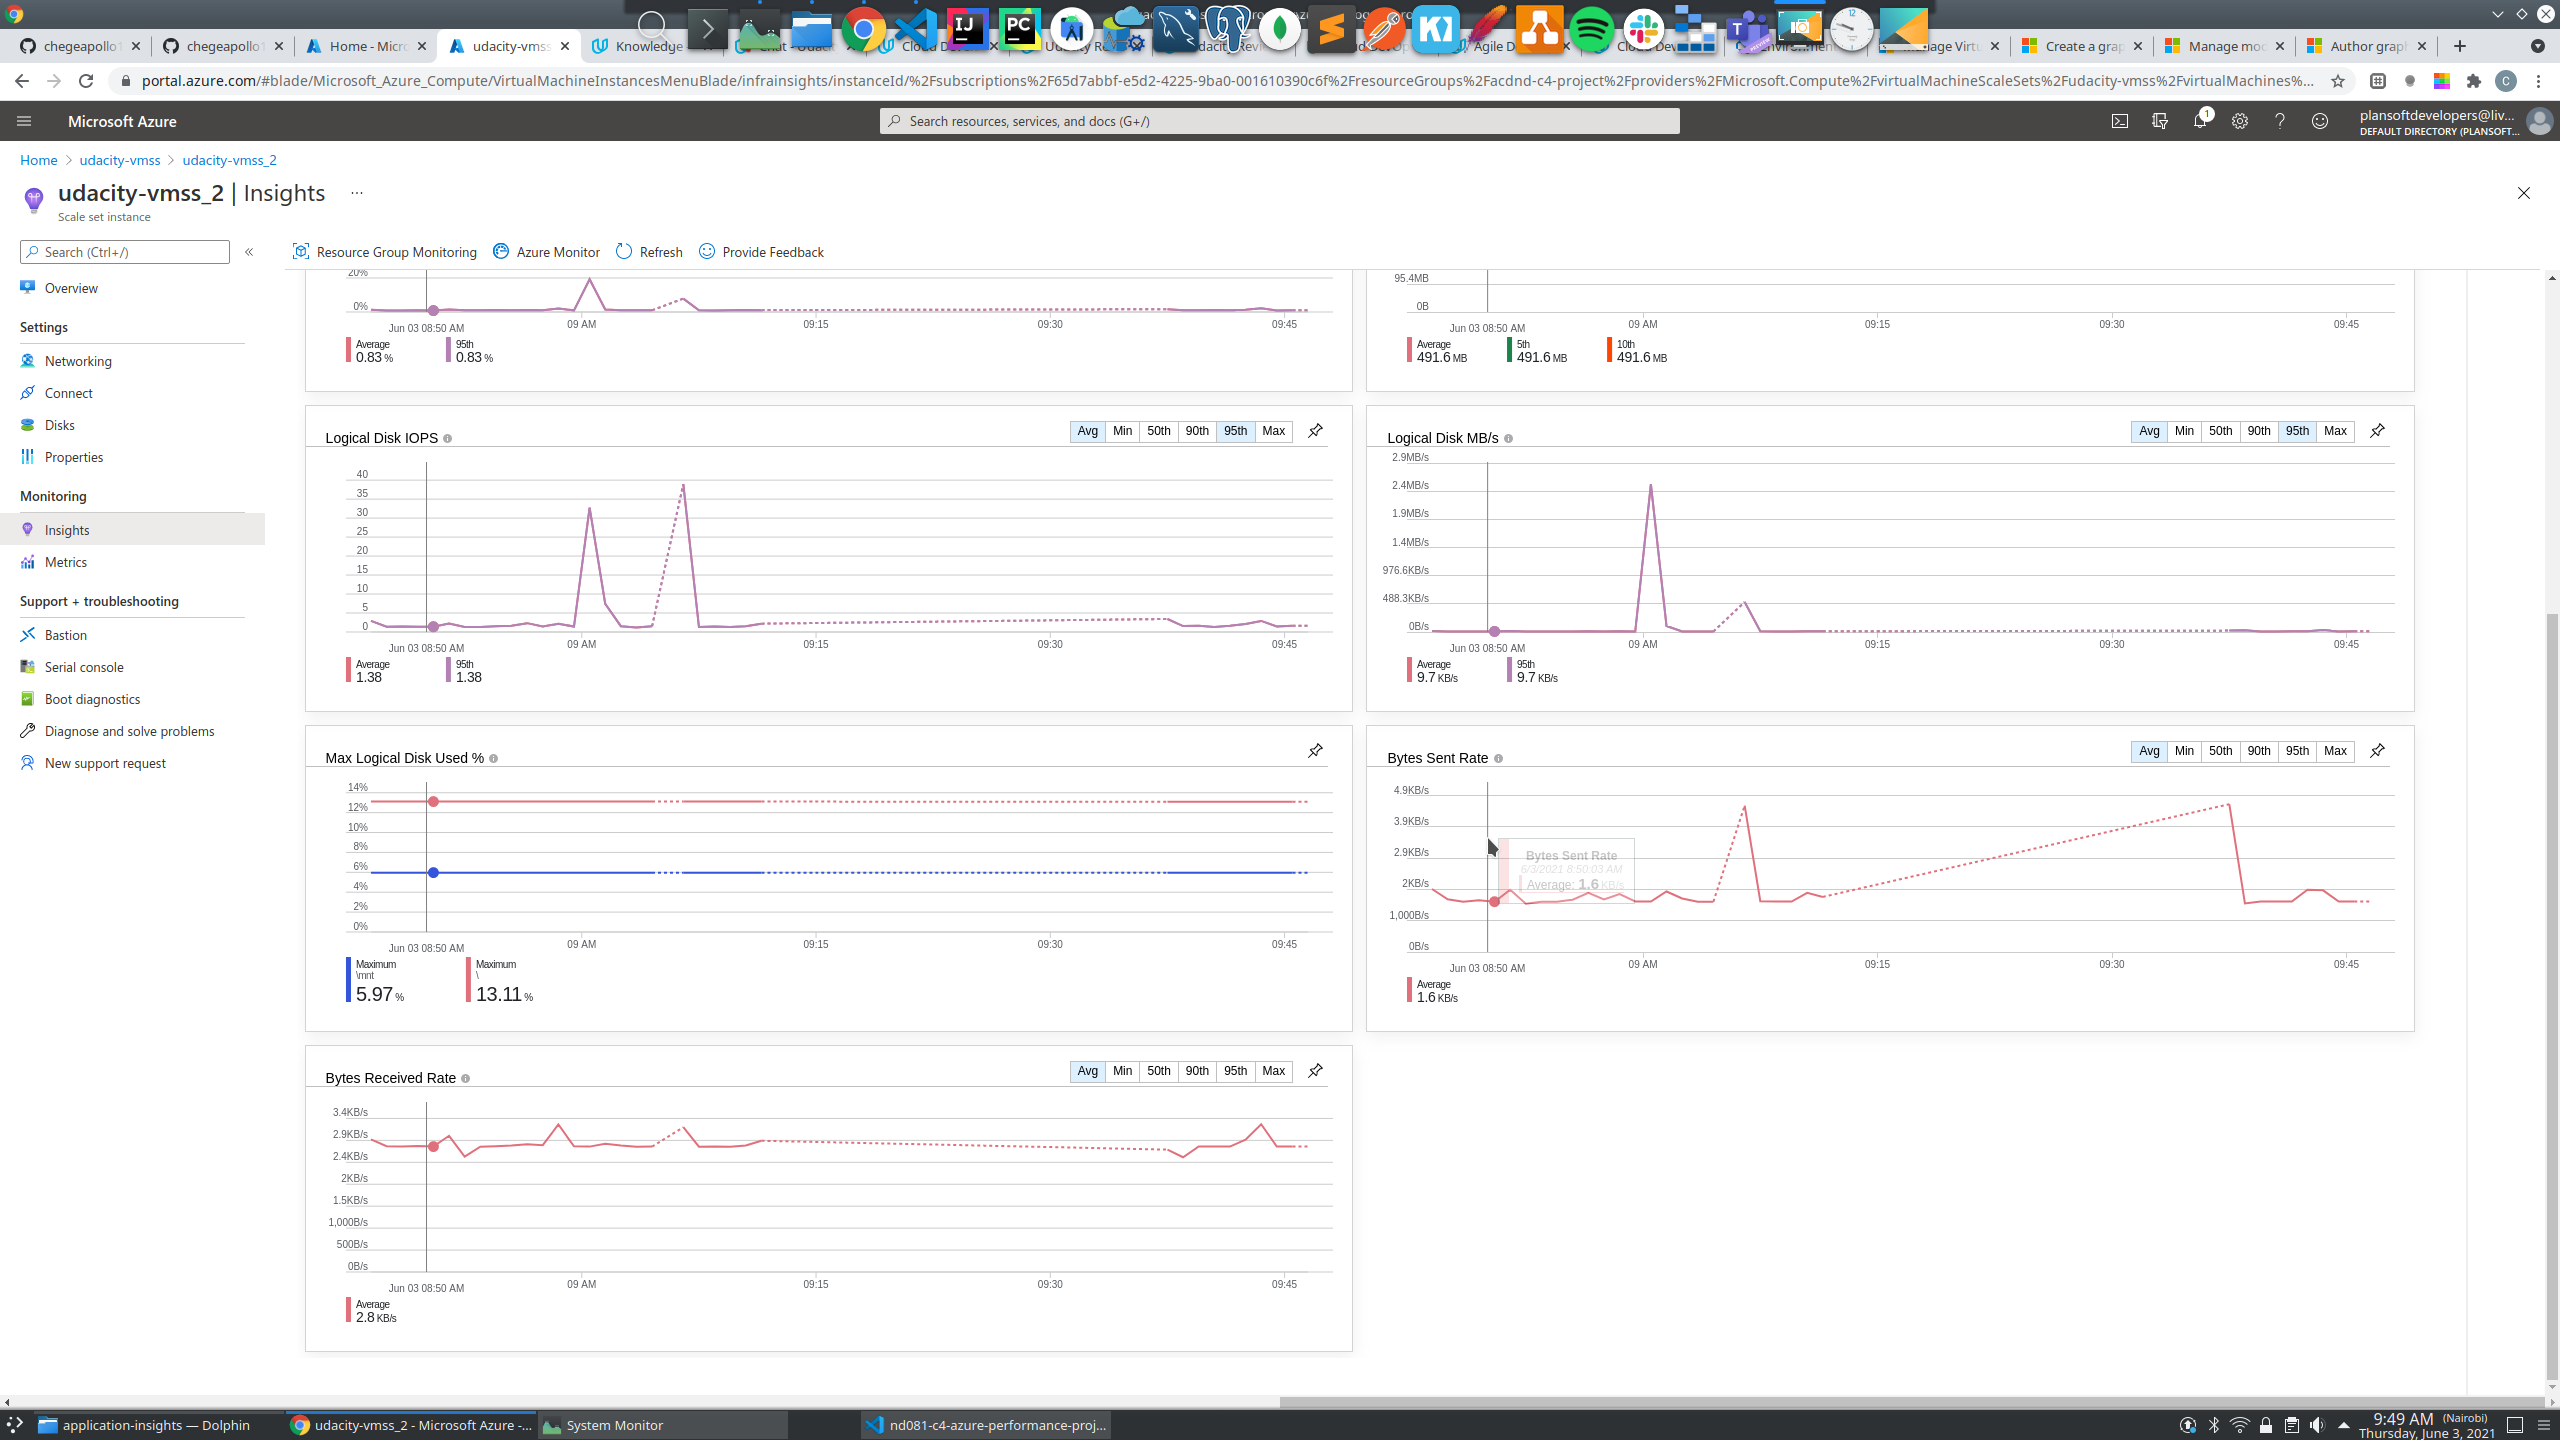 chegeapollo1
chegeapollo1
Home - Micro
udacity-vmss
Knowledge
Agile D
Create a grap
Manage mod
Author graph
portal.azure.com/#blade/Microsoft_Azure_Compute/VirtualMachineInstancesMenuBlade/infrainsights/instanceId/%2Fsubscriptions%2F65d7abbf-e5d2-4225-9ba0-001610390c6f%2FresourceGroups%2Facdnd-c4-project%2Fproviders%2FMicrosoft.Compute%2FvirtualMachineScaleSets%2Fudacity-vmss%2FvirtualMachines%...
C
Microsoft Azure
Search resources, services, and docs (G+/)
1
plansoftdevelopers@liv...
DEFAULT DIRECTORY (PLANSOFT...
Home > udacity-vmss > udacity-vmss_2
udacity-vmss_2 | Insights ...
Scale set instance
Search (Ctrl+/)
«
Resource Group Monitoring
Azure Monitor
Refresh
Provide Feedback
Overview
Settings
Networking
Connect
Disks
Properties
Monitoring
Insights
Metrics
Support + troubleshooting
Bastion
Serial console
Boot diagnostics
Diagnose and solve problems
New support request
20%
0%
Jun 03 08:50 AM
09 AM
09:15
09:30
09:45
Average
0.83 %
95th
0.83 %
95.4MB
0B
Jun 03 08:50 AM
09 AM
09:15
09:30
09:45
Average
491.6 MB
5th
491.6 MB
10th
491.6 MB
Logical Disk IOPS
Avg Min 50th 90th 95th Max
40
35
30
25
20
15
10
5
0
Jun 03 08:50 AM
09 AM
09:15
09:30
09:45
Average
1.38
95th
1.38
Logical Disk MB/s
Avg Min 50th 90th 95th Max
2.9MB/s
2.4MB/s
1.9MB/s
1.4MB/s
976.6KB/s
488.3KB/s
0B/s
Jun 03 08:50 AM
09 AM
09:15
09:30
09:45
Average
9.7 KB/s
95th
9.7 KB/s
Max Logical Disk Used %
14%
12%
10%
8%
6%
4%
2%
0%
Jun 03 08:50 AM
09 AM
09:15
09:30
09:45
Maximum
\mnt
5.97 %
Maximum
\
13.11 %
Bytes Sent Rate
Avg Min 50th 90th 95th Max
4.9KB/s
3.9KB/s
2.9KB/s
2KB/s
1,000B/s
0B/s
Bytes Sent Rate
6/3/2021 8:50:03 AM
Average: 1.6 KB/s
Jun 03 08:50 AM
09 AM
09:15
09:30
09:45
Average
1.6 KB/s
Bytes Received Rate
Avg Min 50th 90th 95th Max
3.4KB/s
2.9KB/s
2.4KB/s
2KB/s
1.5KB/s
1,000B/s
500B/s
0B/s
Jun 03 08:50 AM
09 AM
09:15
09:30
09:45
Average
2.8 KB/s
application-insights — Dolphin
udacity-vmss_2 - Microsoft Azure -...
System Monitor
nd081-c4-azure-performance-proj...
9:49 AM (Nairobi)
Thursday, June 3, 2021